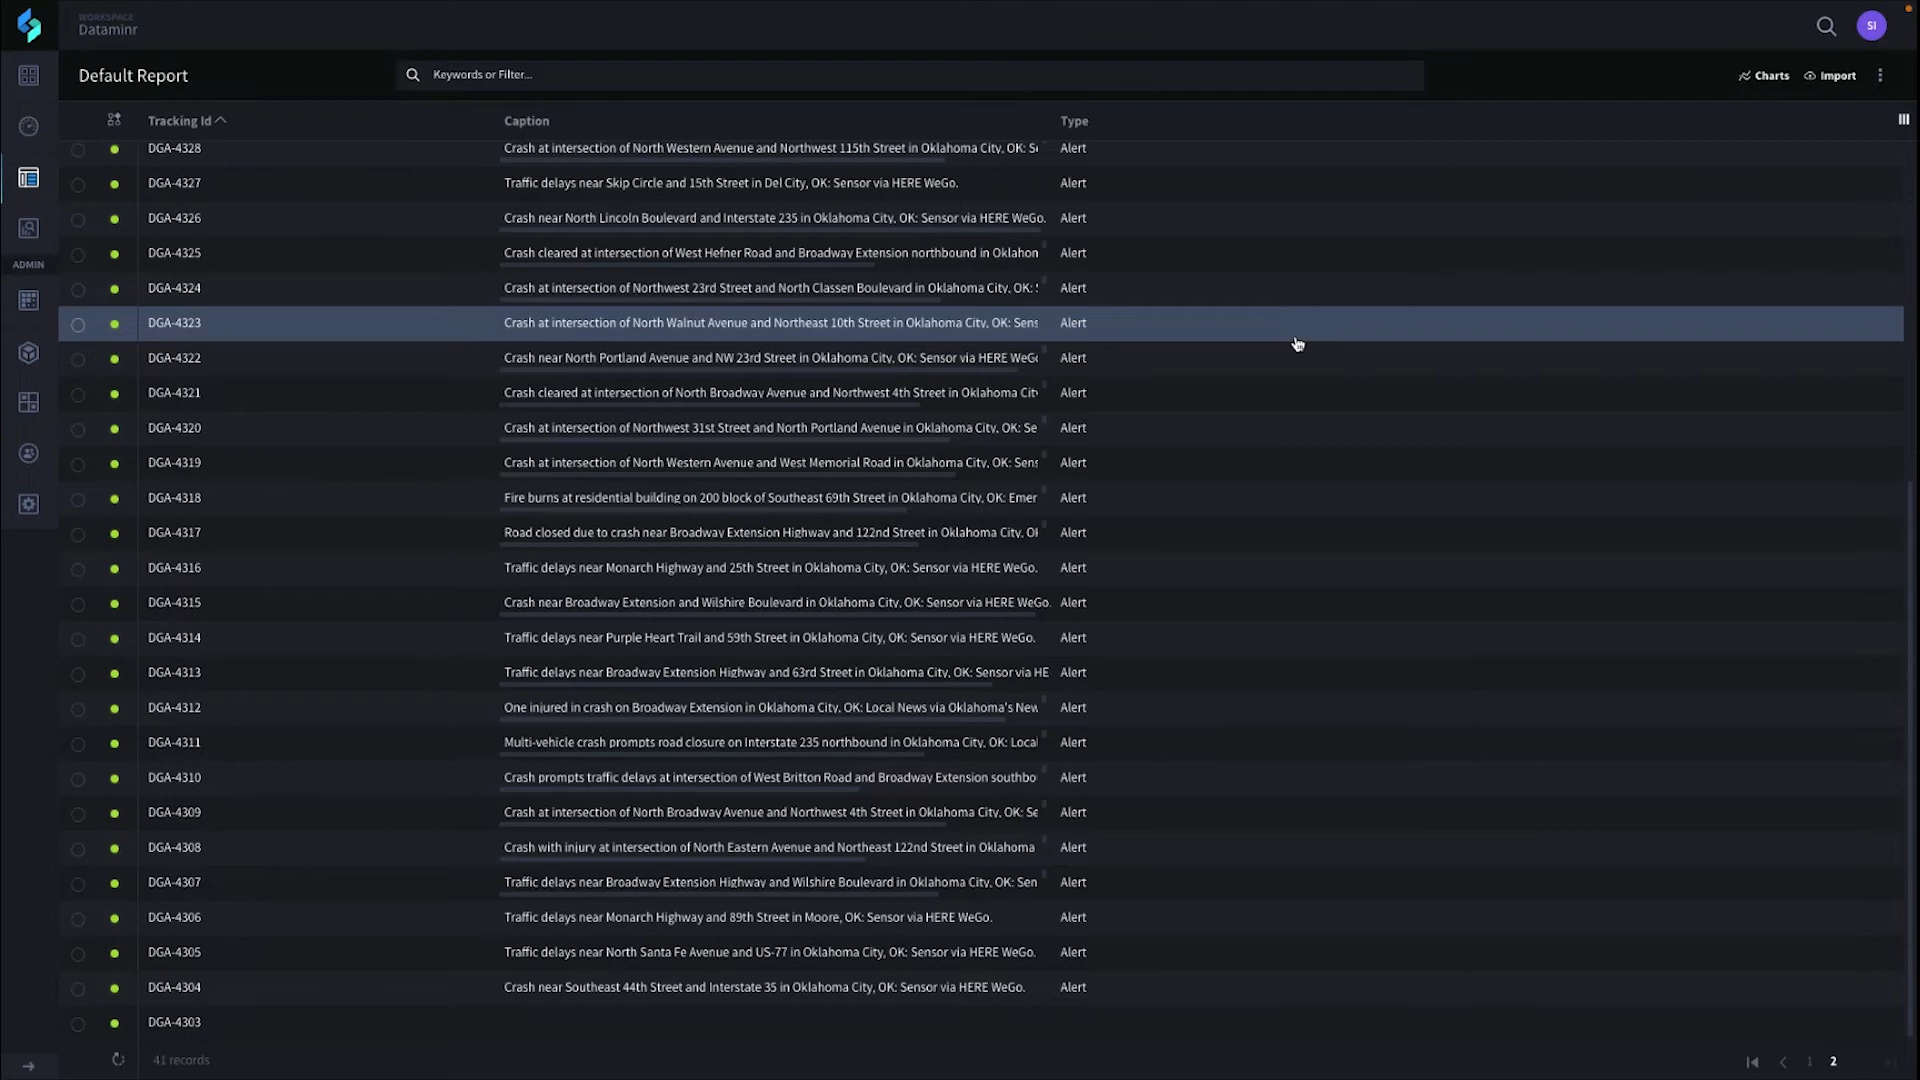 WORKSPACE
Dataminr
SI
Default Report
Keywords or Filter...
Charts
Import
Tracking Id
Caption
Type
DGA-4328 Crash at intersection of North Western Avenue and Northwest 115th Street in Oklahoma City, OK: Se Alert
DGA-4327 Traffic delays near Skip Circle and 15th Street in Del City, OK: Sensor via HERE WeGo. Alert
DGA-4326 Crash near North Lincoln Boulevard and Interstate 235 in Oklahoma City, OK: Sensor via HERE WeGo. Alert
DGA-4325 Crash cleared at intersection of West Hefner Road and Broadway Extension northbound in Oklahon Alert
ADMIN
DGA-4324 Crash at intersection of Northwest 23rd Street and North Classen Boulevard in Oklahoma City, OK: Alert
DGA-4323 Crash at intersection of North Walnut Avenue and Northeast 10th Street in Oklahoma City, OK: Sens Alert
DGA-4322 Crash near North Portland Avenue and NW 23rd Street in Oklahoma City, OK: Sensor via HERE WeGo Alert
DGA-4321 Crash cleared at intersection of North Broadway Avenue and Northwest 4th Street in Oklahoma City Alert
DGA-4320 Crash at intersection of Northwest 31st Street and North Portland Avenue in Oklahoma City, OK: Se Alert
DGA-4319 Crash at intersection of North Western Avenue and West Memorial Road in Oklahoma City, OK: Sens Alert
DGA-4318 Fire burns at residential building on 200 block of Southeast 69th Street in Oklahoma City, OK: Emer Alert
DGA-4317 Road closed due to crash near Broadway Extension Highway and 122nd Street in Oklahoma City, Ol Alert
DGA-4316 Traffic delays near Monarch Highway and 25th Street in Oklahoma City, OK: Sensor via HERE WeGo. Alert
DGA-4315 Crash near Broadway Extension and Wilshire Boulevard in Oklahoma City, OK: Sensor via HERE WeGo. Alert
DGA-4314 Traffic delays near Purple Heart Trail and 59th Street in Oklahoma City, OK: Sensor via HERE WeGo. Alert
DGA-4313 Traffic delays near Broadway Extension Highway and 63rd Street in Oklahoma City, OK: Sensor via HE Alert
DGA-4312 One injured in crash on Broadway Extension in Oklahoma City, OK: Local News via Oklahoma's New Alert
DGA-4311 Multi-vehicle crash prompts road closure on Interstate 235 northbound in Oklahoma City, OK: Local Alert
DGA-4310 Crash prompts traffic delays at intersection of West Britton Road and Broadway Extension southbo Alert
DGA-4309 Crash at intersection of North Broadway Avenue and Northwest 4th Street in Oklahoma City, OK: Se Alert
DGA-4308 Crash with injury at intersection of North Eastern Avenue and Northeast 122nd Street in Oklahoma Alert
DGA-4307 Traffic delays near Broadway Extension Highway and Wilshire Boulevard in Oklahoma City, OK: Sen Alert
DGA-4306 Traffic delays near Monarch Highway and 89th Street in Moore, OK: Sensor via HERE WeGo. Alert
DGA-4305 Traffic delays near North Santa Fe Avenue and US-77 in Oklahoma City, OK: Sensor via HERE WeGo. Alert
DGA-4304 Crash near Southeast 44th Street and Interstate 35 in Oklahoma City, OK: Sensor via HERE WeGo. Alert
DGA-4303
41 records
1
2